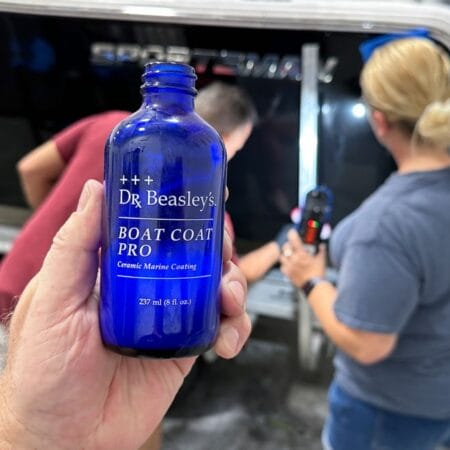 SPORTSMAN
+++
DR Beasley's.
BOAT COAT
PRO
Ceramic Marine Coating
237 ml (8 fl. oz.)